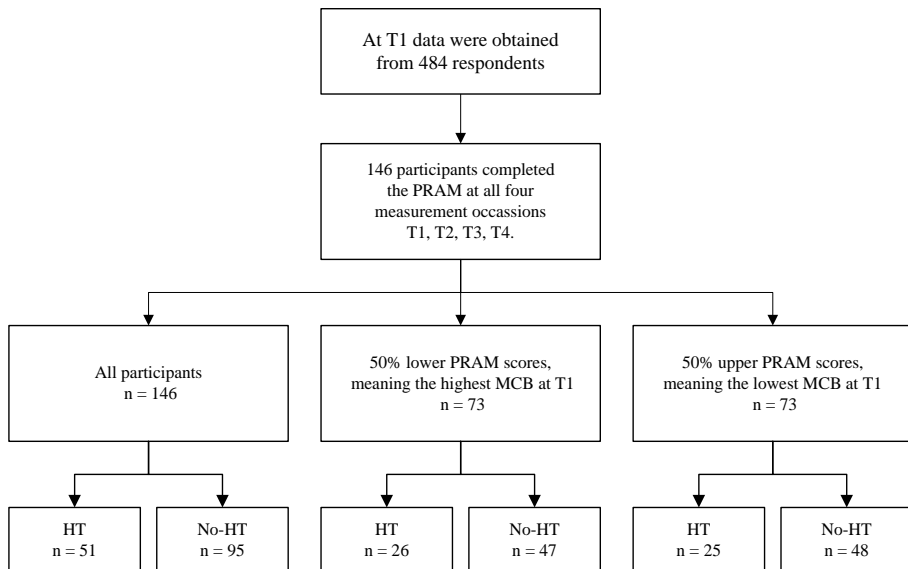 At T1 data were obtained
from 484 respondents
146 participants completed
the PRAM at all four
measurement occassions
T1, T2, T3, T4.
All participants
n = 146
50% lower PRAM scores,
meaning the highest MCB at T1
n = 73
50% upper PRAM scores,
meaning the lowest MCB at T1
n = 73
HT
n = 51
No-HT
n = 95
HT
n = 26
No-HT
n = 47
HT
n = 25
No-HT
n = 48